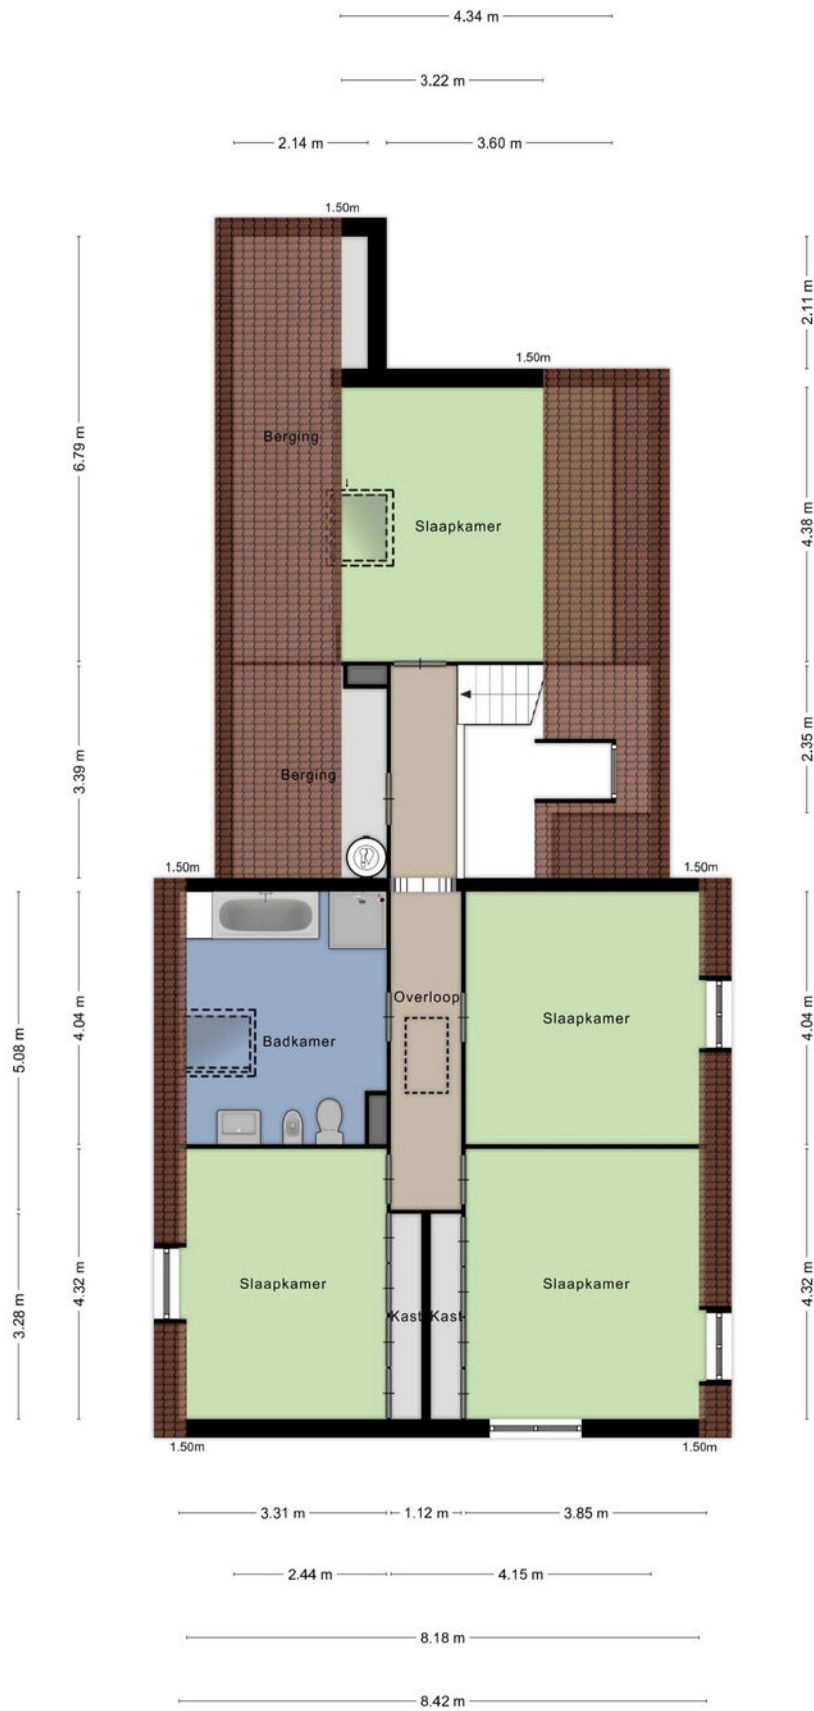 4.34 m
3.22 m
2.14 m
3.60 m
1.50m
2.11 m
1.50m
Berging
6.79 m
4.38 m
Slaapkamer
Berging
3.39 m
2.35 m
1.50m
1.50m
Overloop
Slaapkamer
Badkamer
5.08 m
4.04 m
4.04 m
Slaapkamer
Slaapkamer
Kast
Kast
3.28 m
4.32 m
4.32 m
1.50m
1.50m
3.31 m
1.12 m
3.85 m
2.44 m
4.15 m
8.18 m
8.42 m